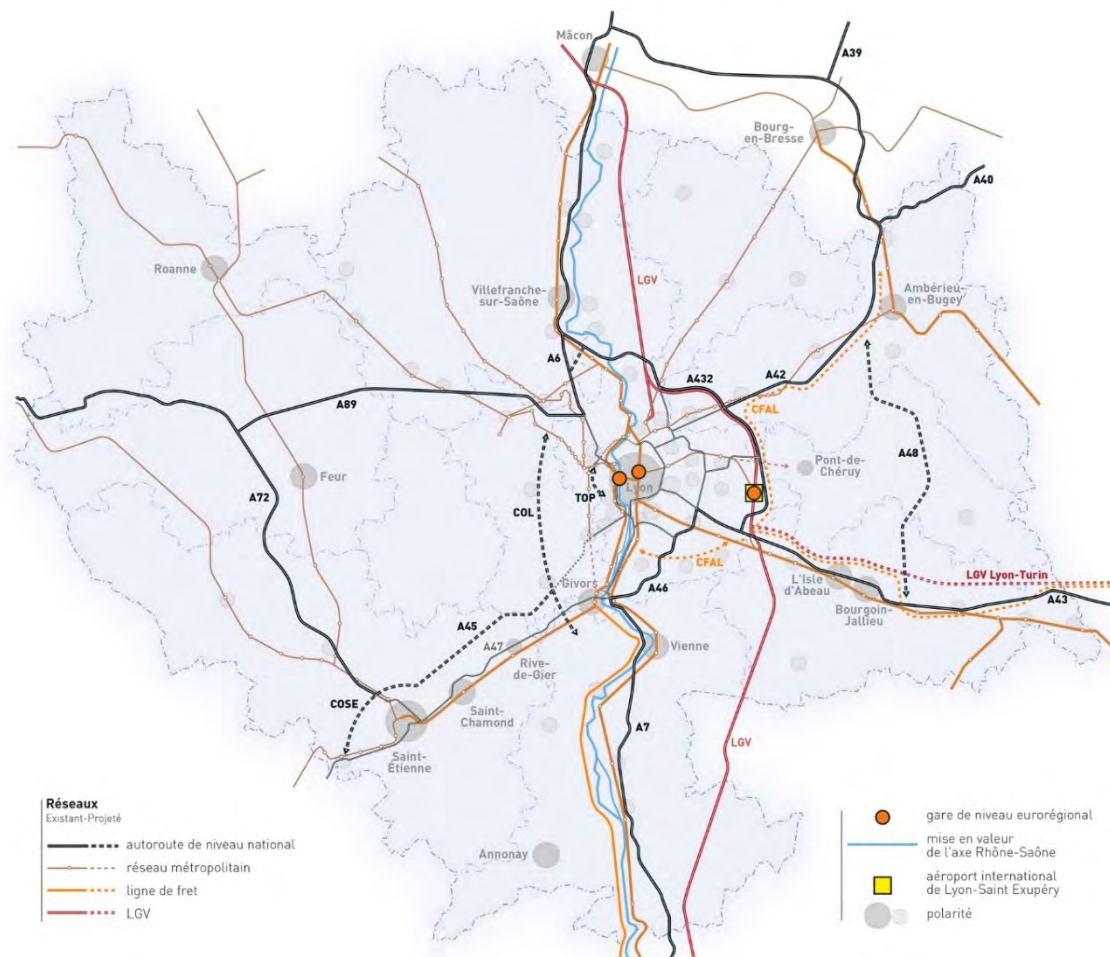 Mâcon
A39
Bourg-
en-Bresse
A40
Roanne
LGV
Villefranche-
sur-Saône
Ambérieu-
en-Bugey
A6
A432
A42
A89
CFAL
A48
Pont-de-
Chéruy
Lyon
Feur
A72
TOP
COL
CFAL
LGV Lyon-Turin
L'Isle
d'Abeau
Givors
A46
Bourgoin-
Jallieu
A43
A45
A47
Rive-
de-Gier
Vienne
COSE
Saint-
Chamond
A7
Saint-
Étienne
LGV
Annonay
Réseaux
Existant-Projeté
autoroute de niveau national
réseau métropolitain
ligne de fret
LGV
gare de niveau eurorégional
mise en valeur
de l'axe Rhône-Saône
aéroport international
de Lyon-Saint Exupéry
polarité